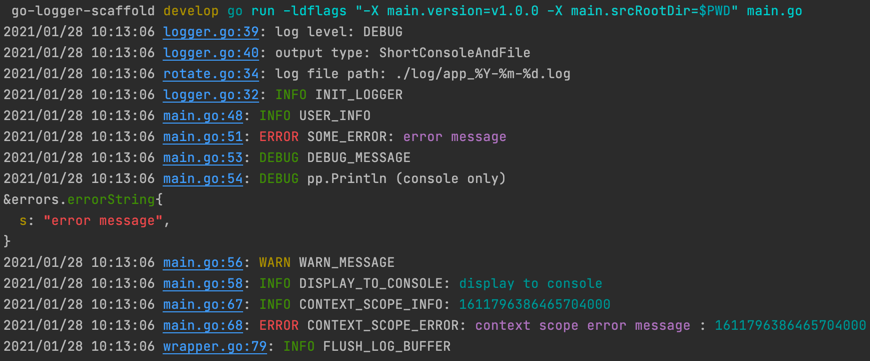 go-logger-scaffold develop go run -ldflags "-X main.version=v1.0.0 -X main.srcRootDir=$PWD" main.go
2021/01/28 10:13:06 logger.go:39: log level: DEBUG
2021/01/28 10:13:06 logger.go:40: output type: ShortConsoleAndFile
2021/01/28 10:13:06 rotate.go:34: log file path: ./log/app_%Y-%m-%d.log
2021/01/28 10:13:06 logger.go:32: INFO INIT_LOGGER
2021/01/28 10:13:06 main.go:48: INFO USER_INFO
2021/01/28 10:13:06 main.go:51: ERROR SOME_ERROR: error message
2021/01/28 10:13:06 main.go:53: DEBUG DEBUG_MESSAGE
2021/01/28 10:13:06 main.go:54: DEBUG pp.Println (console only)
&errors.errorString{
  s: "error message",
}
2021/01/28 10:13:06 main.go:56: WARN WARN_MESSAGE
2021/01/28 10:13:06 main.go:58: INFO DISPLAY_TO_CONSOLE: display to console
2021/01/28 10:13:06 main.go:67: INFO CONTEXT_SCOPE_INFO: 1611796386465704000
2021/01/28 10:13:06 main.go:68: ERROR CONTEXT_SCOPE_ERROR: context scope error message : 1611796386465704000
2021/01/28 10:13:06 wrapper.go:79: INFO FLUSH_LOG_BUFFER